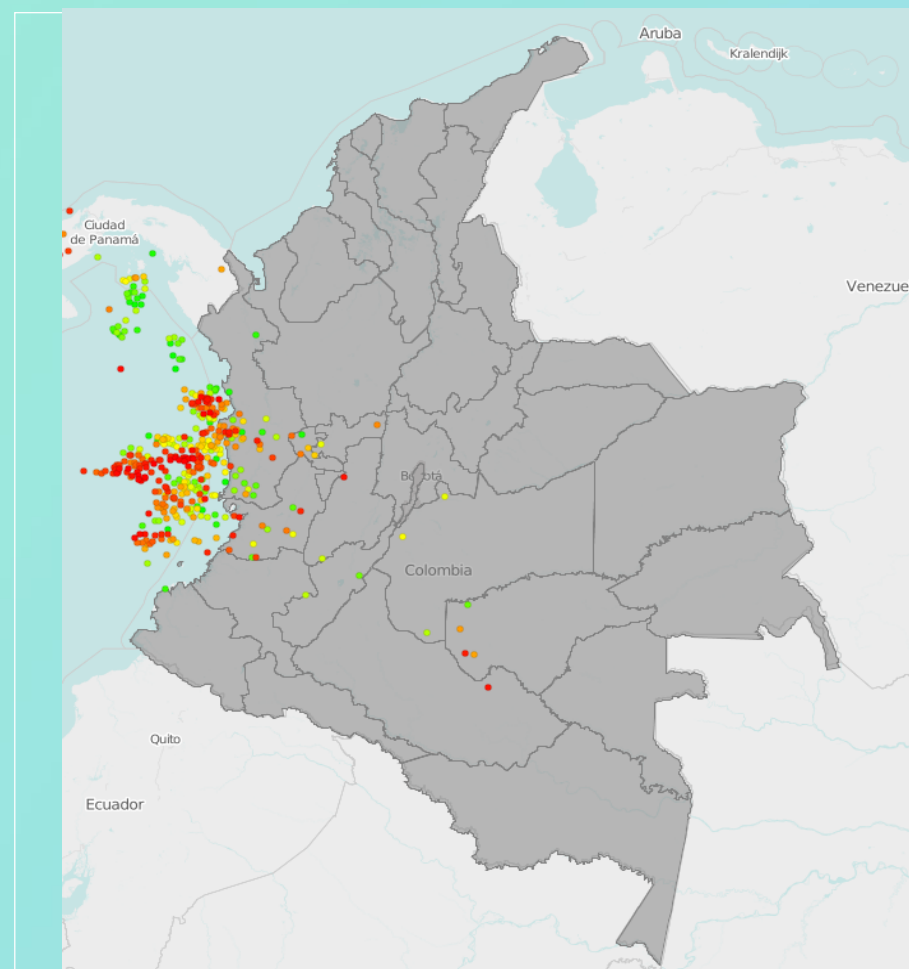 Aruba
Kralendijk
Ciudad
de Panamá
Venezue
Bogotá
Colombia
Quito
Ecuador